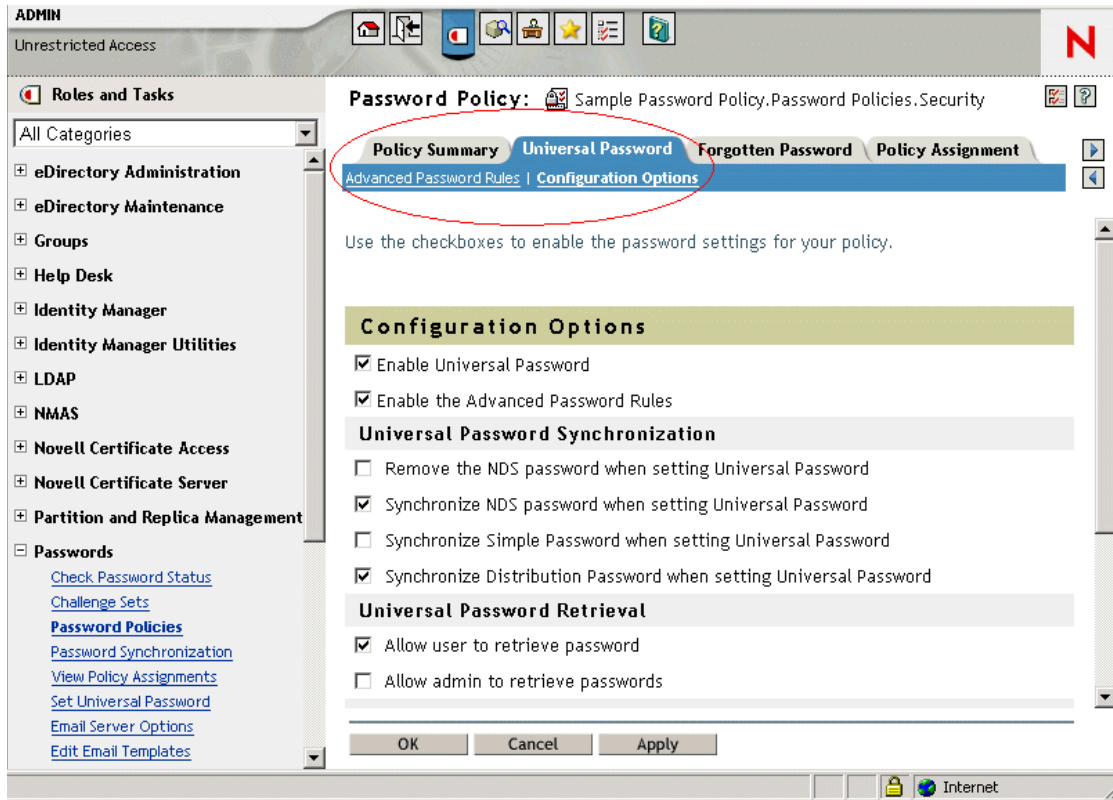 ADMIN
Unrestricted Access
N
Roles and Tasks
All Categories
eDirectory Administration
eDirectory Maintenance
Groups
Help Desk
Identity Manager
Identity Manager Utilities
LDAP
NMAS
Novell Certificate Access
Novell Certificate Server
Partition and Replica Management
Passwords
Check Password Status
Challenge Sets
Password Policies
Password Synchronization
View Policy Assignments
Set Universal Password
Email Server Options
Edit Email Templates
Password Policy: Sample Password Policy.Password Policies.Security
Policy Summary Universal Password Forgotten Password Policy Assignment
Advanced Password Rules | Configuration Options
Use the checkboxes to enable the password settings for your policy.
Configuration Options
Enable Universal Password
Enable the Advanced Password Rules
Universal Password Synchronization
Remove the NDS password when setting Universal Password
Synchronize NDS password when setting Universal Password
Synchronize Simple Password when setting Universal Password
Synchronize Distribution Password when setting Universal Password
Universal Password Retrieval
Allow user to retrieve password
Allow admin to retrieve passwords
OK Cancel Apply
Internet